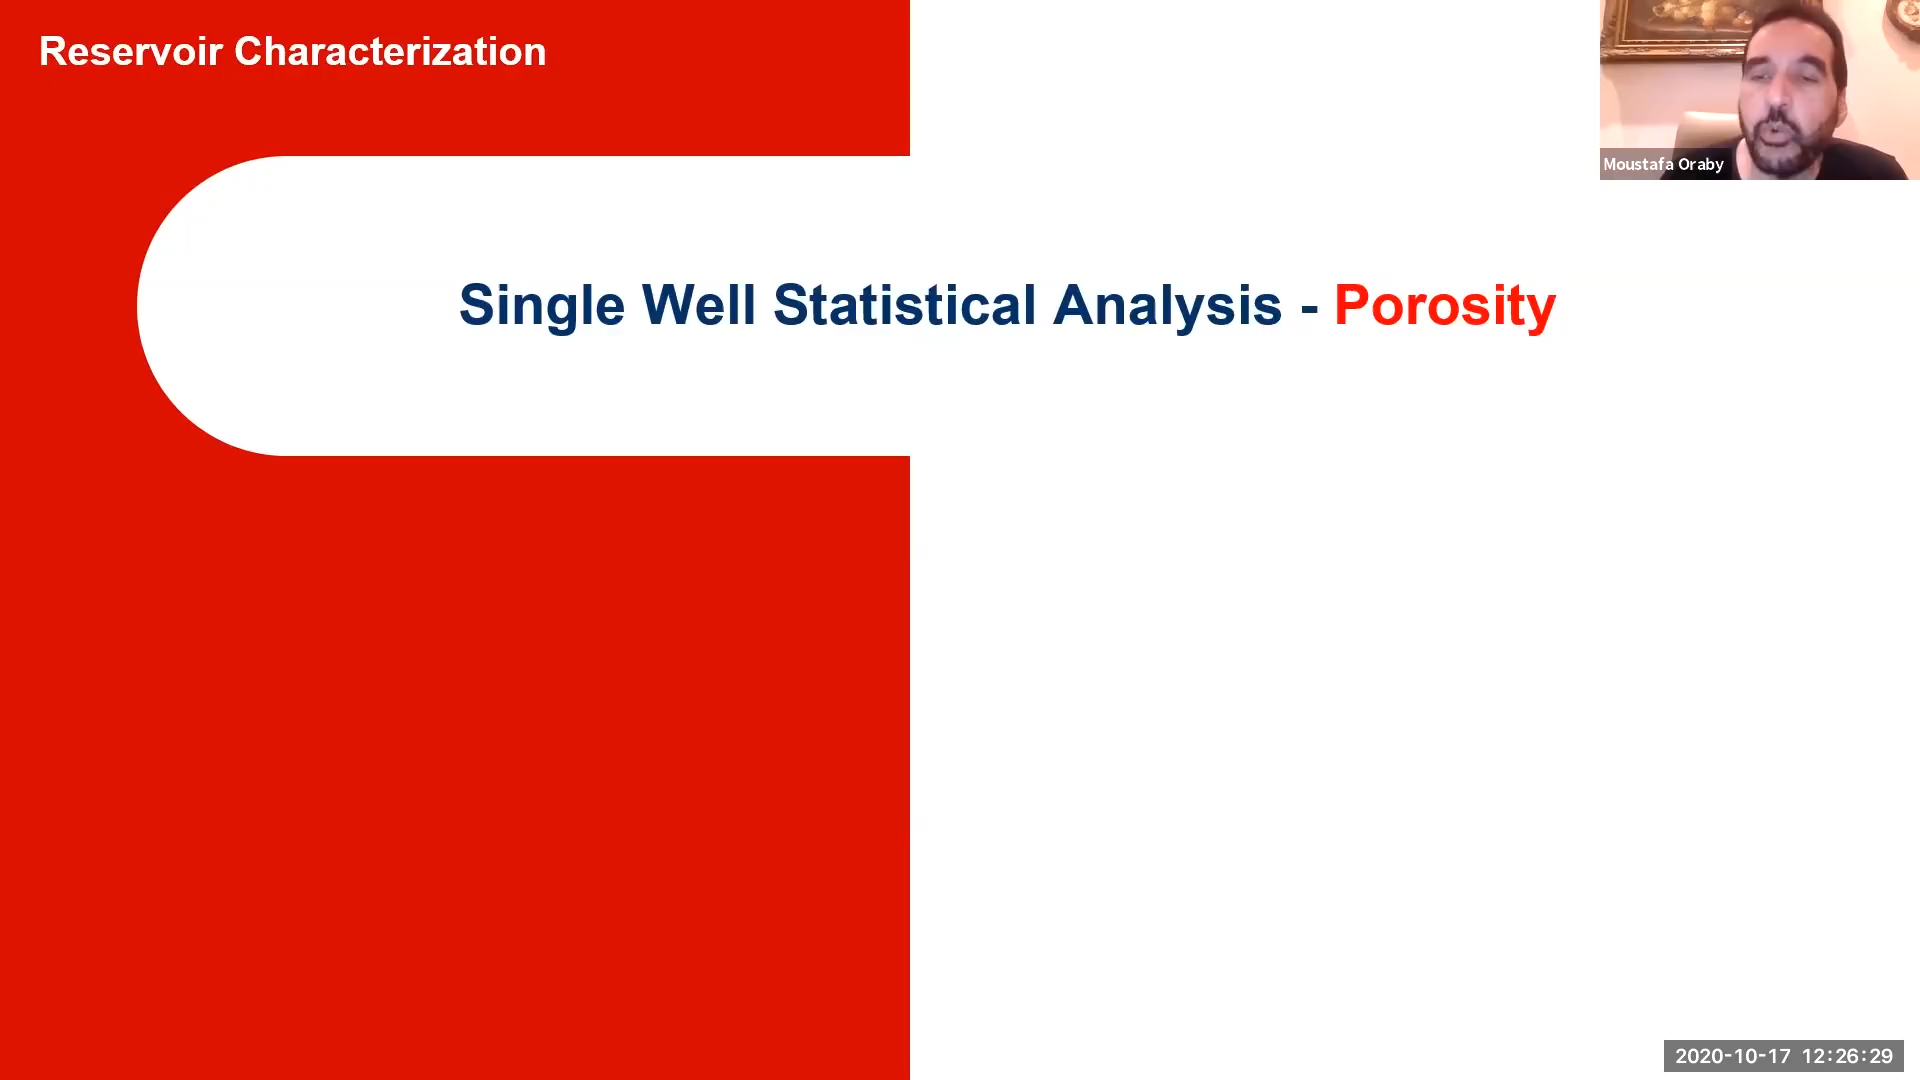 Reservoir Characterization
Moustafa Oraby
Single Well Statistical Analysis - Porosity
2020-10-17 12:26:29